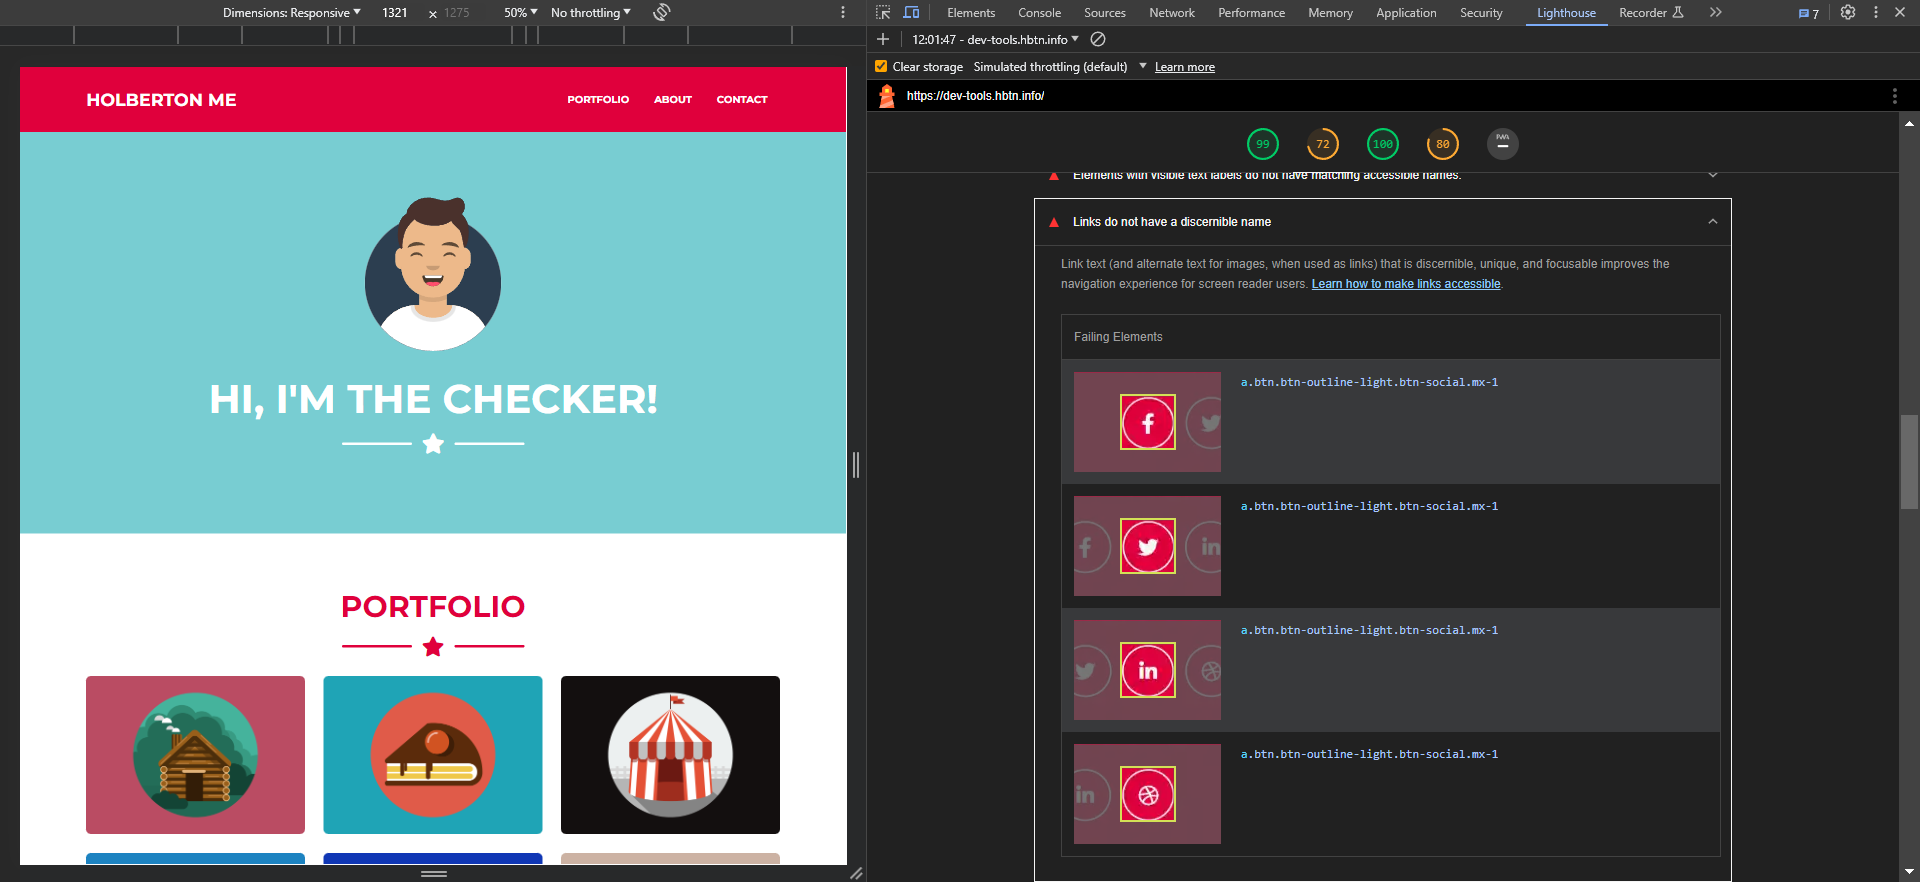 Dimensions: Responsive 1321 × 1275 50% No throttling
HOLBERTON ME PORTFOLIO ABOUT CONTACT
HI, I'M THE CHECKER!
PORTFOLIO
Elements Console Sources Network Performance Memory Application Security Lighthouse Recorder 7
12:01:47 - dev-tools.hbtn.info
Clear storage Simulated throttling (default) Learn more
https://dev-tools.hbtn.info/
99 72 100 80 PWA
Elements with visible text labels do not have matching accessible names.
Links do not have a discernible name
Link text (and alternate text for images, when used as links) that is discernible, unique, and focusable improves the
navigation experience for screen reader users. Learn how to make links accessible.
Failing Elements
a.btn.btn-outline-light.btn-social.mx-1
a.btn.btn-outline-light.btn-social.mx-1
a.btn.btn-outline-light.btn-social.mx-1
a.btn.btn-outline-light.btn-social.mx-1